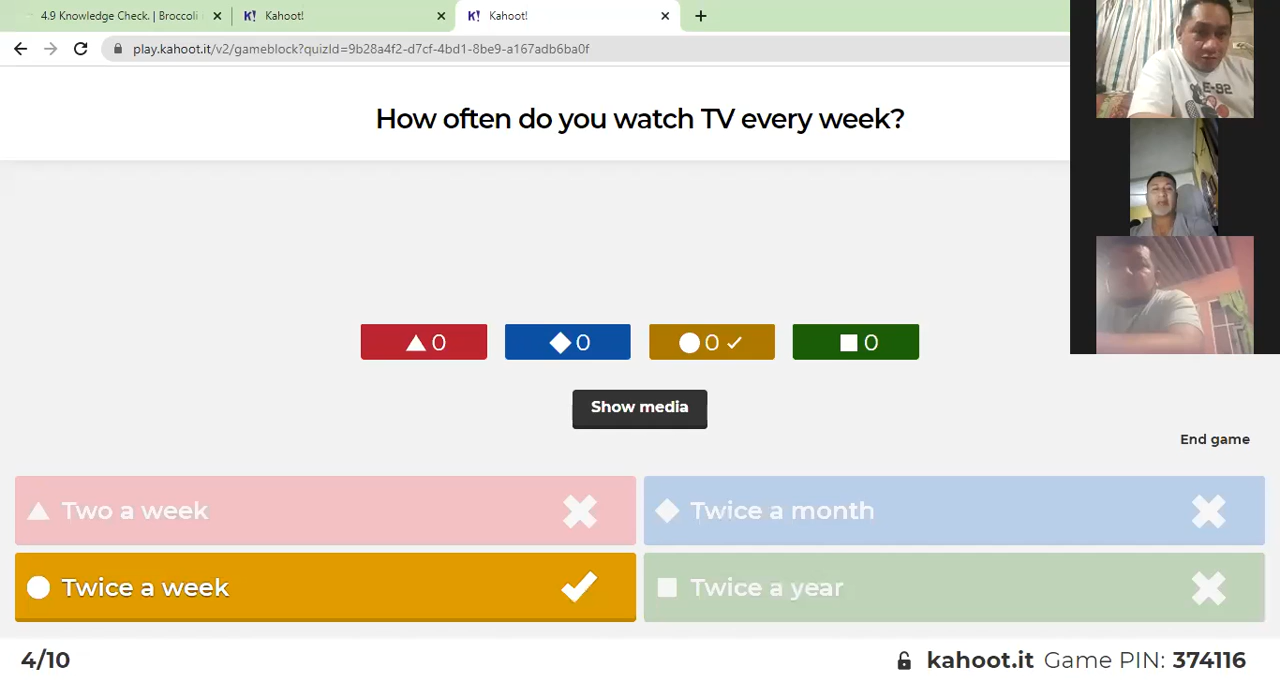 4.9 Knowledge Check. | Broccoli
K! Kahoot!
K! Kahoot!
play.kahoot.it/v2/gameblock?quizId=9b28a4f2-d7cf-4bd1-8be9-a167adb6ba0f
How often do you watch TV every week?
0
0
0
0
Show media
End game
Two a week
Twice a month
Twice a week
Twice a year
4/10
kahoot.it Game PIN: 374116
E-92